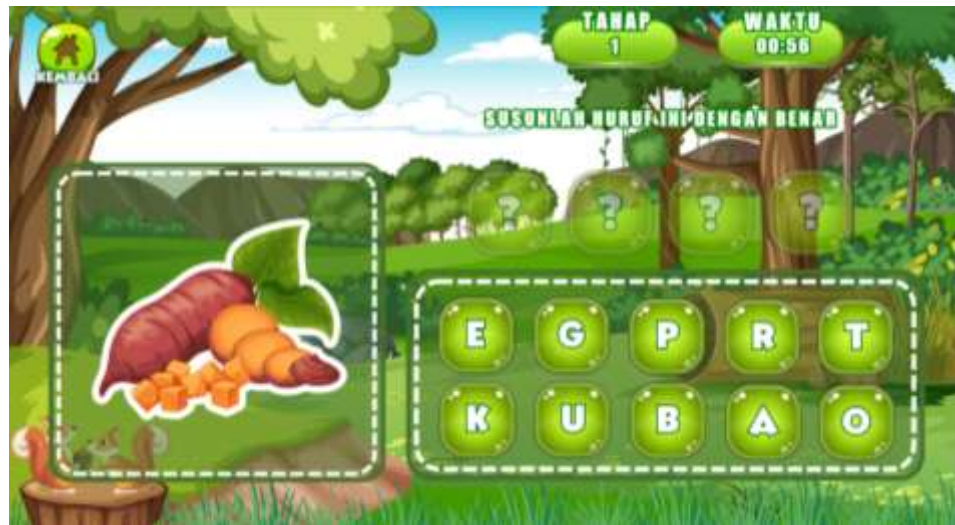 TAHAP
1
WAKTU
00:56
KEMBALI
SUSUNLAH HURUF INI DENGAN BENAR
? ? ? ?
E G P R T
K U B A O